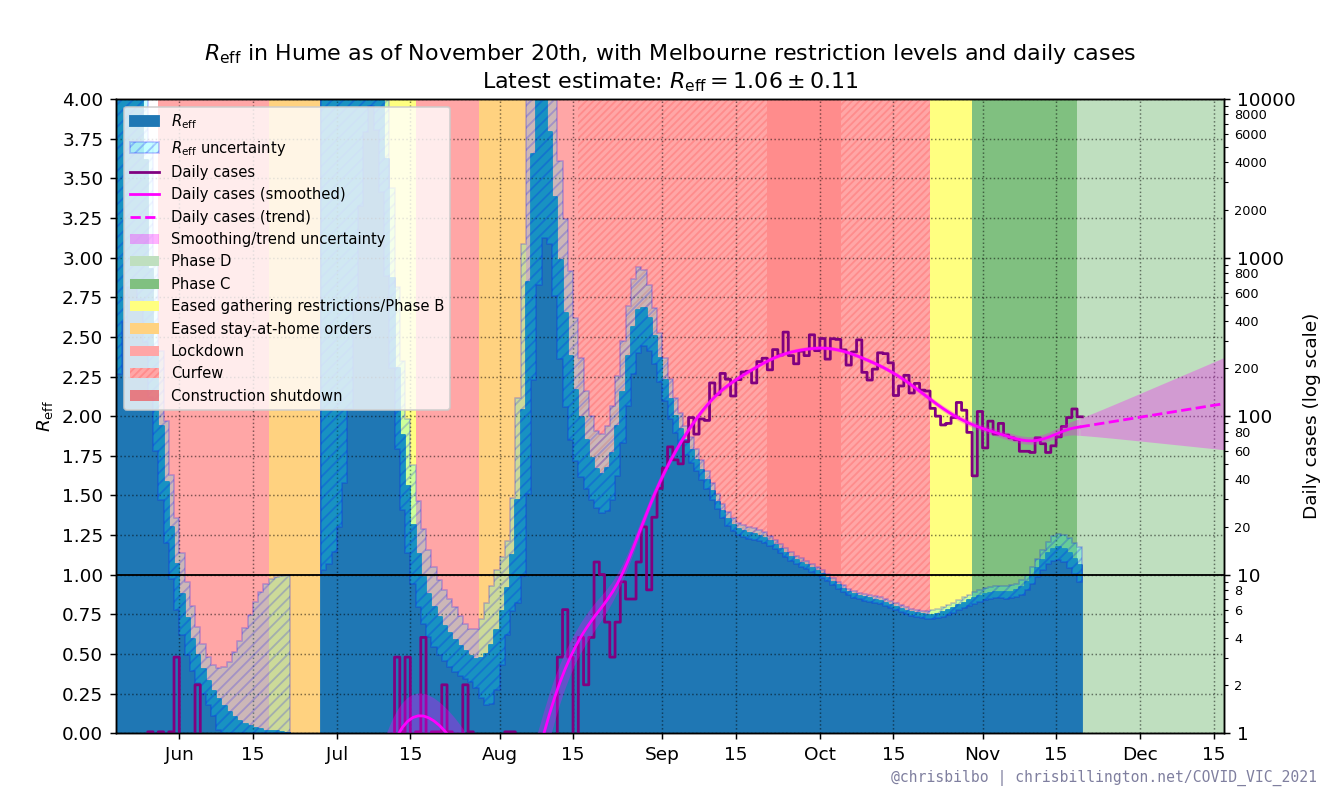 R_eff in Hume as of November 20th, with Melbourne restriction levels and daily cases
Latest estimate: R_eff = 1.06 ± 0.11
R_eff
R_eff uncertainty
Daily cases
Daily cases (smoothed)
Daily cases (trend)
Smoothing/trend uncertainty
Phase D
Phase C
Eased gathering restrictions/Phase B
Eased stay-at-home orders
Lockdown
Curfew
Construction shutdown
R_eff
4.00
3.75
3.50
3.25
3.00
2.75
2.50
2.25
2.00
1.75
1.50
1.25
1.00
0.75
0.50
0.25
0.00
Jun 15 Jul 15 Aug 15 Sep 15 Oct 15 Nov 15 Dec 15
10000
8000
6000
4000
2000
1000
800
600
400
200
100
80
60
40
20
10
8
6
4
2
1
Daily cases (log scale)
@chrisbilbo | chrisbillington.net/COVID_VIC_2021